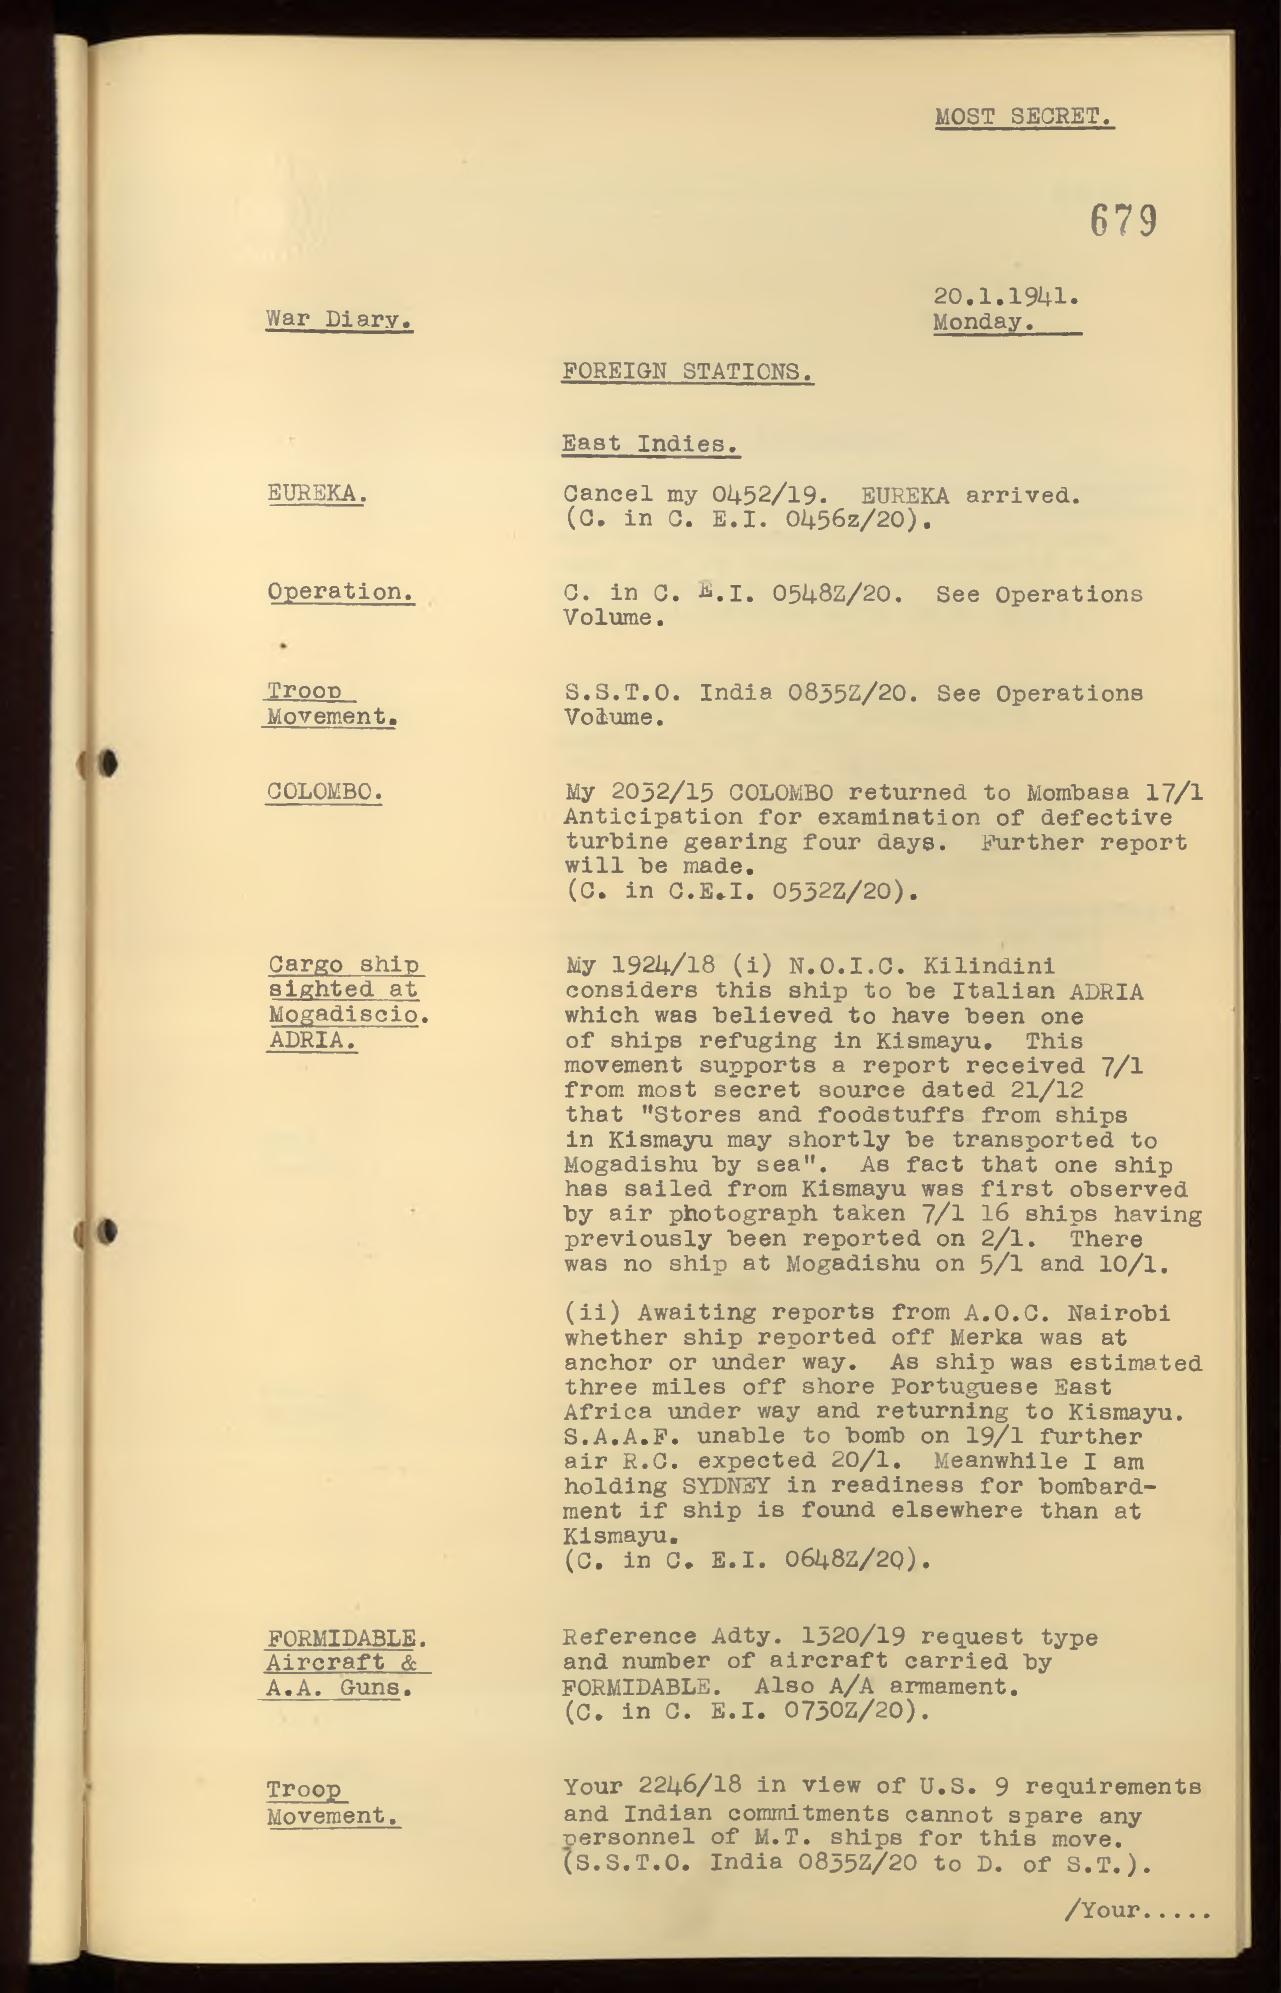 MOST SECRET.
679
20.1.1941.
War Diary.
Monday.
FOREIGN STATIONS.
East Indies.
EUREKA.
Cancel my 0452/19. EUREKA arrived.
(C. in C. E.I. 0456z/20).
Operation.
C. in C. E.I. 0548Z/20. See Operations
Volume.
Troop
Movement.
S.S.T.O. India 0835Z/20. See Operations
Volume.
COLOMBO.
My 2032/15 COLOMBO returned to Mombasa 17/1
Anticipation for examination of defective
turbine gearing four days. Further report
will be made.
(C. in C.E.I. 0532Z/20).
Cargo ship
sighted at
Mogadiscio.
ADRIA.
My 1924/18 (i) N.O.I.C. Kilindini
considers this ship to be Italian ADRIA
which was believed to have been one
of ships refuging in Kismayu. This
movement supports a report received 7/1
from most secret source dated 21/12
that "Stores and foodstuffs from ships
in Kismayu may shortly be transported to
Mogadishu by sea". As fact that one ship
has sailed from Kismayu was first observed
by air photograph taken 7/1 16 ships having
previously been reported on 2/1. There
was no ship at Mogadishu on 5/1 and 10/1.
(ii) Awaiting reports from A.O.C. Nairobi
whether ship reported off Merka was at
anchor or under way. As ship was estimated
three miles off shore Portuguese East
Africa under way and returning to Kismayu.
S.A.A.F. unable to bomb on 19/1 further
air R.C. expected 20/1. Meanwhile I am
holding SYDNEY in readiness for bombard-
ment if ship is found elsewhere than at
Kismayu.
(C. in C. E.I. 0648Z/20).
FORMIDABLE.
Aircraft &
A.A. Guns.
Reference Adty. 1320/19 request type
and number of aircraft carried by
FORMIDABLE. Also A/A armament.
(C. in C. E.I. 0730Z/20).
Troop
Movement.
Your 2246/18 in view of U.S. 9 requirements
and Indian commitments cannot spare any
personnel of M.T. ships for this move.
(S.S.T.O. India 0835Z/20 to D. of S.T.).
/Your.....